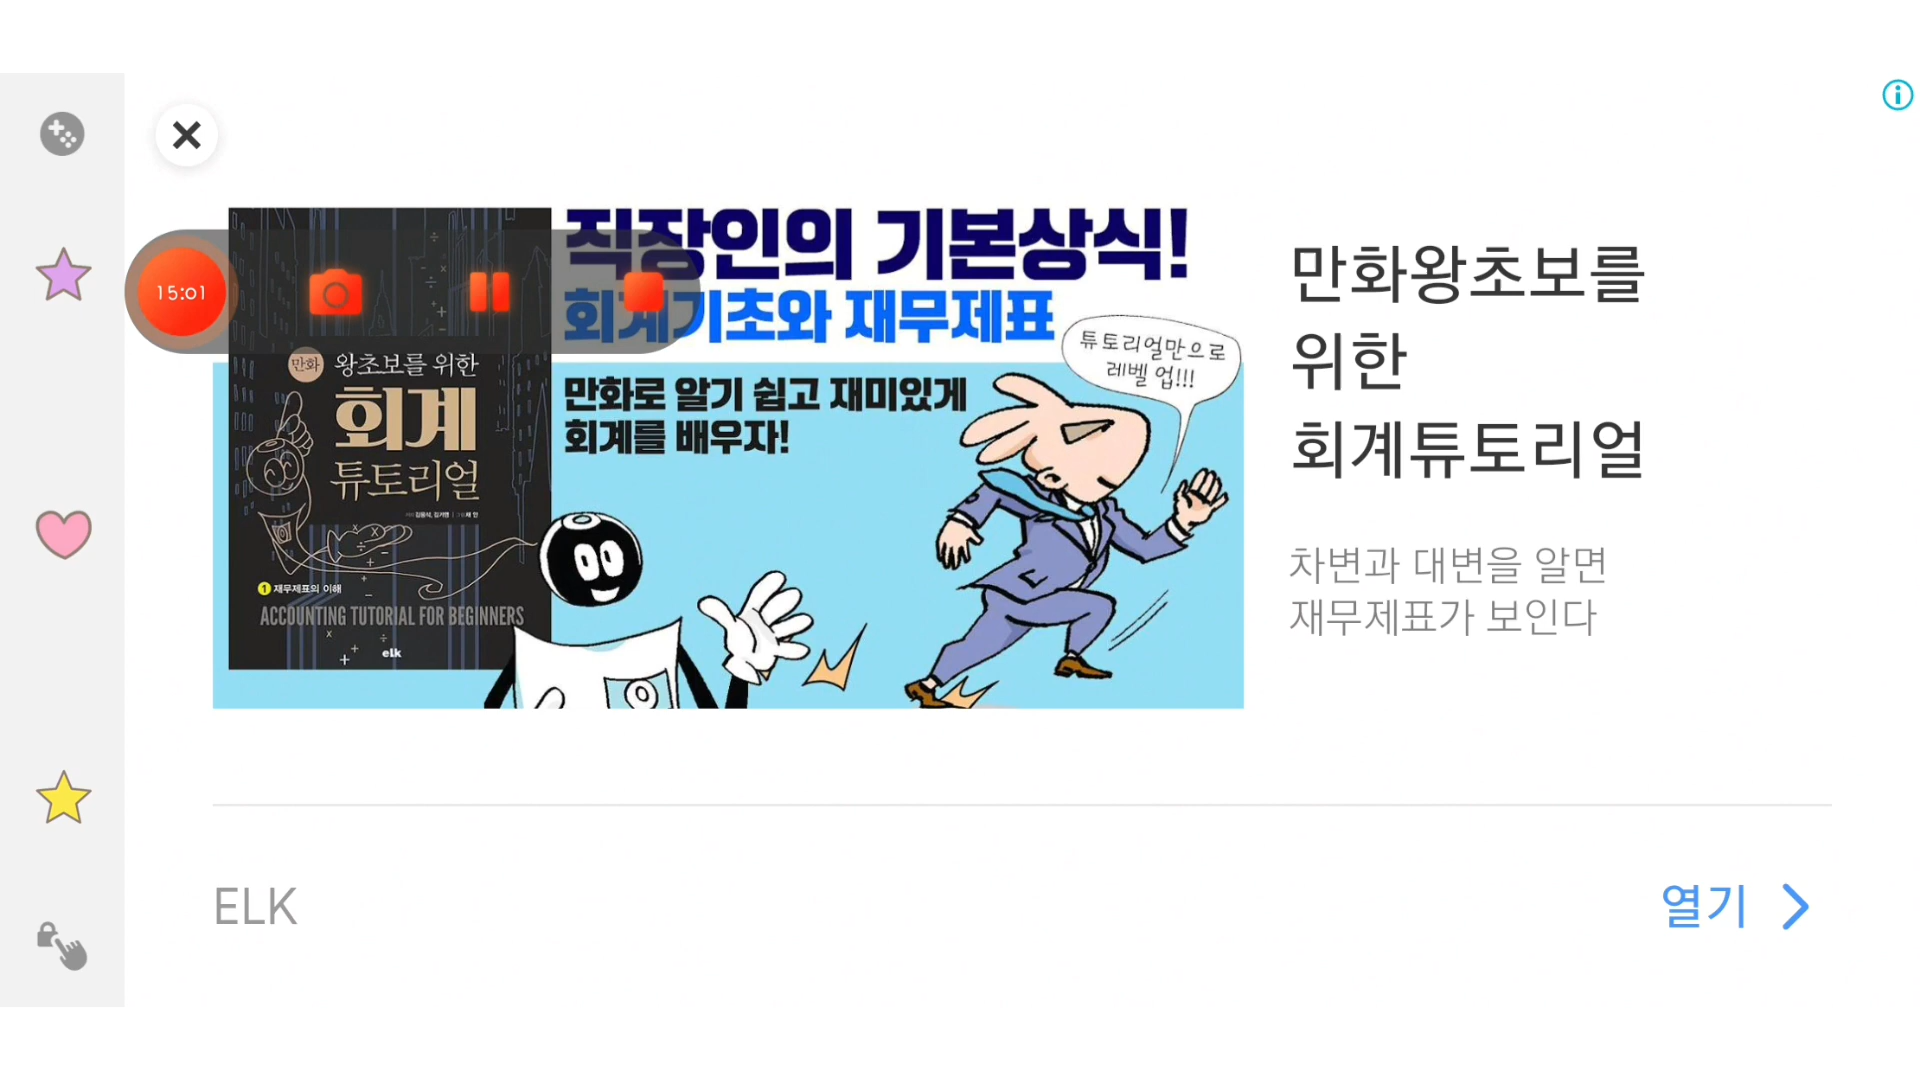 직장인의 기본상식!
회계기초와 재무제표
15:01
튜토리얼만으로
레벨 업!!!
만화 왕초보를 위한
회계
튜토리얼
만화로 알기 쉽고 재미있게
회계를 배우자!
1 재무제표의 이해
ACCOUNTING TUTORIAL FOR BEGINNERS
elk
만화왕초보를
위한
회계튜토리얼
차변과 대변을 알면
재무제표가 보인다
ELK
열기